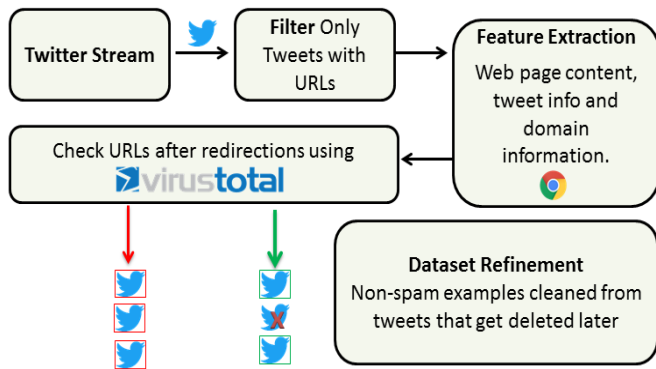 Twitter Stream
Filter Only
Tweets with
URLs
Feature Extraction
Web page content,
tweet info and
domain
information.
Check URLs after redirections using
virustotal
X
Dataset Refinement
Non-spam examples cleaned from
tweets that get deleted later